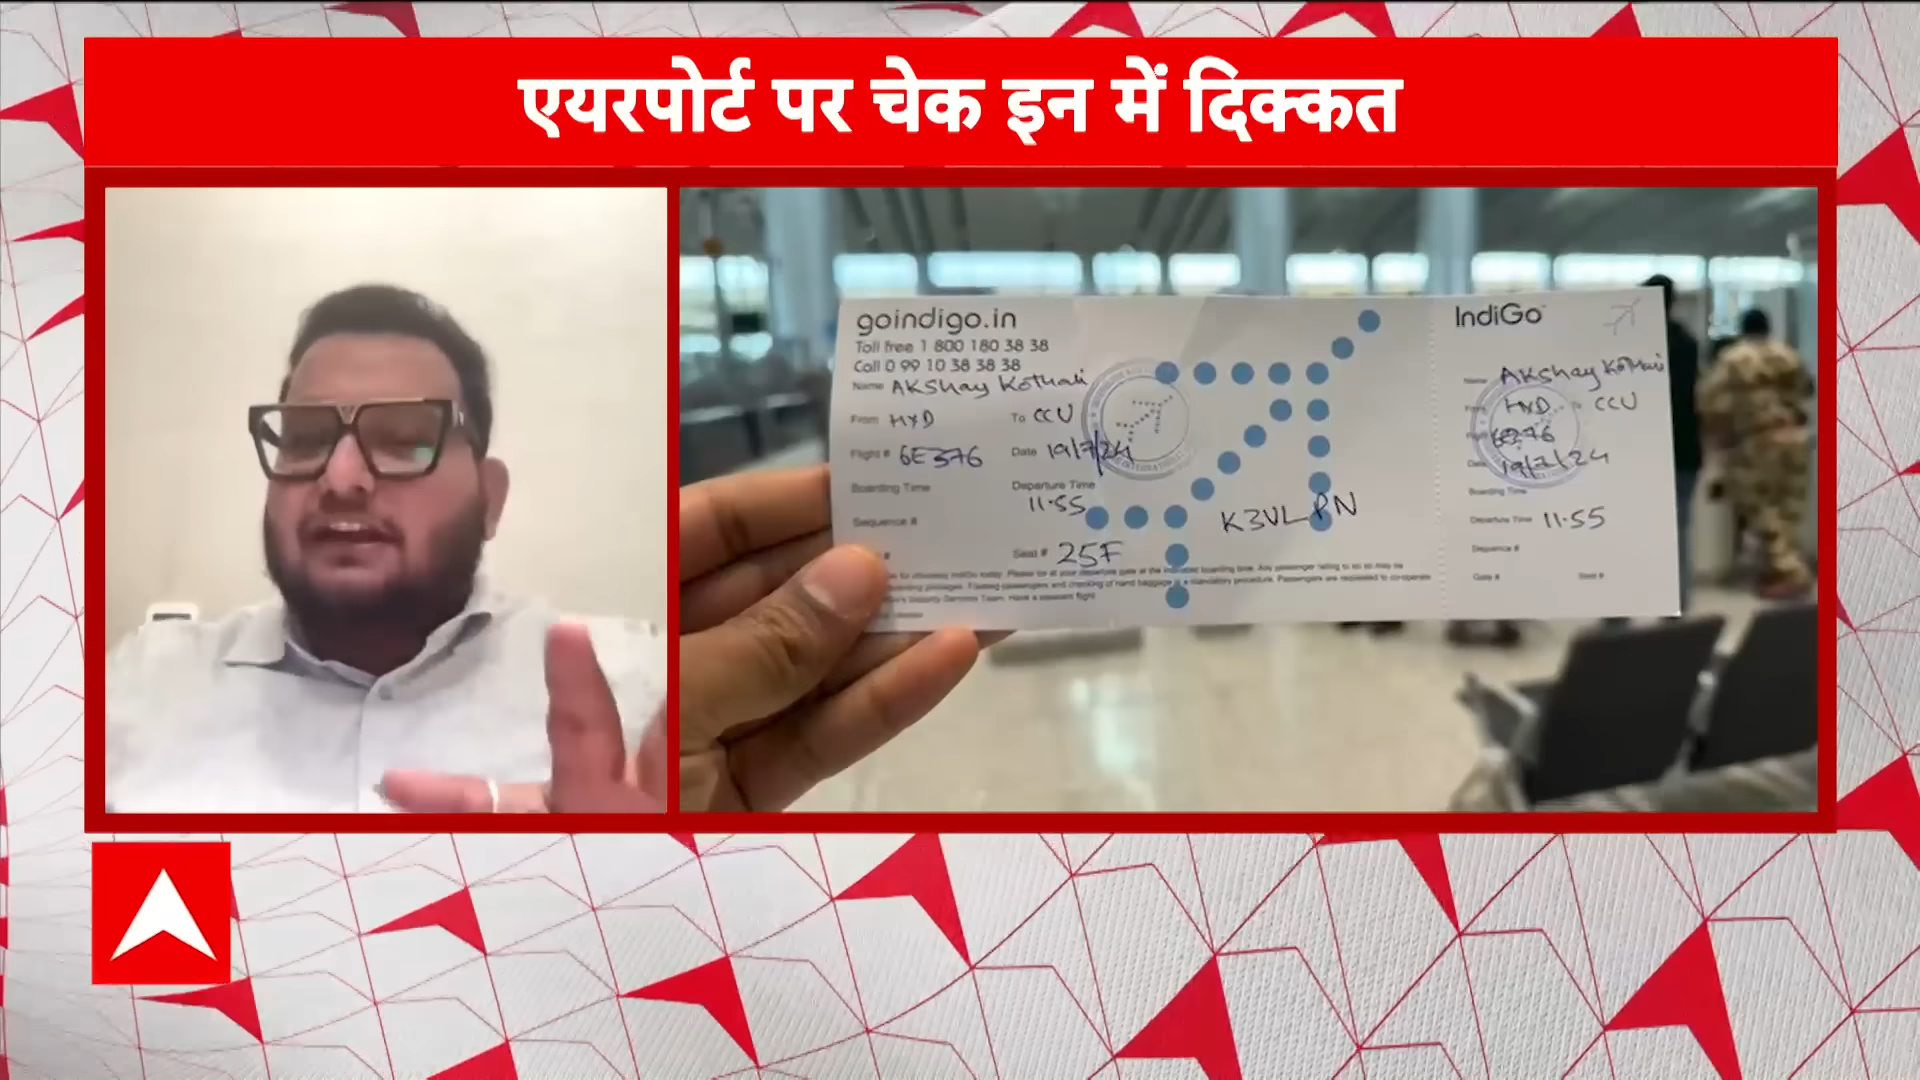 एयरपोर्ट पर चेक इन में दिक्कत
goindigo.in
Toll free 1 800 180 38 38
Call 0 99 10 38 38 38
Name Akshay Kothari
From HYD To CCU
Flight # 6E376 Date 19/7/24
Boarding Time Departure Time
11.55
Sequence #
K3VLPN
Seat # 25F
IndiGo
Name Akshay Kothari
HYD CCU
6E376
19/7/24
Boarding Time
Departure Time 11.55
Sequence #
Gate # Seat #